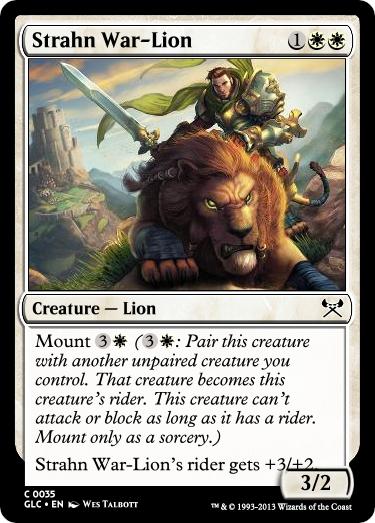 Strahn War-Lion 1
Creature — Lion
Mount 3 (3: Pair this creature
with another unpaired creature you
control. That creature becomes this
creature's rider. This creature can't
attack or block as long as it has a rider.
Mount only as a sorcery.)
Strahn War-Lion's rider gets +3/+2.
3/2
C 0035
GLC • EN Wes Talbott
™ & © 1993-2013 Wizards of the Coast